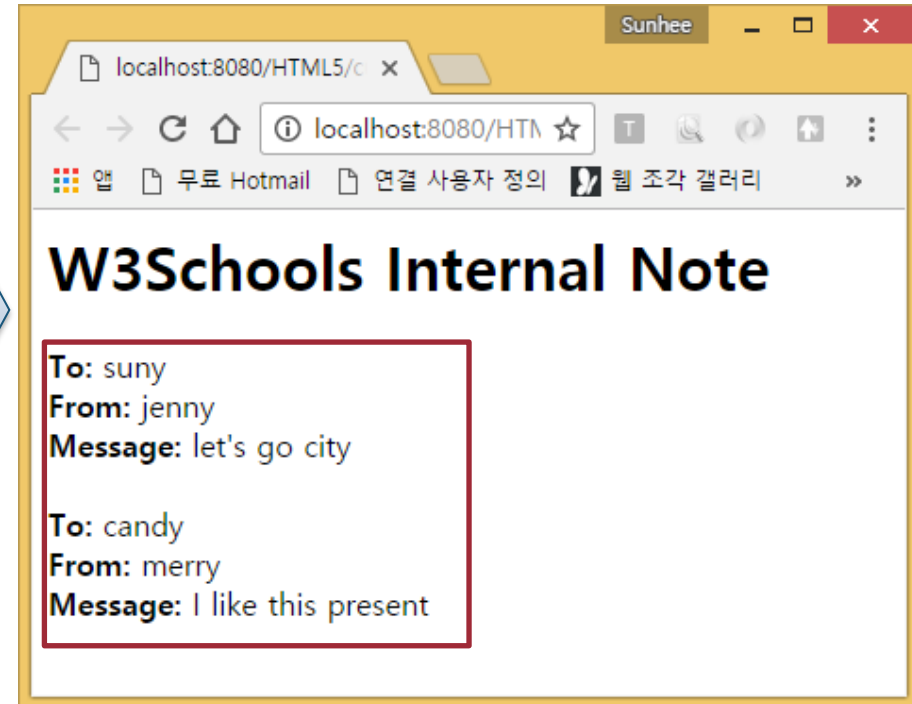 Sunhee
localhost:8080/HTML5/c
localhost:8080/HTM
앱 무료 Hotmail 연결 사용자 정의 웹 조각 갤러리 »
W3Schools Internal Note
To: suny
From: jenny
Message: let's go city
To: candy
From: merry
Message: I like this present